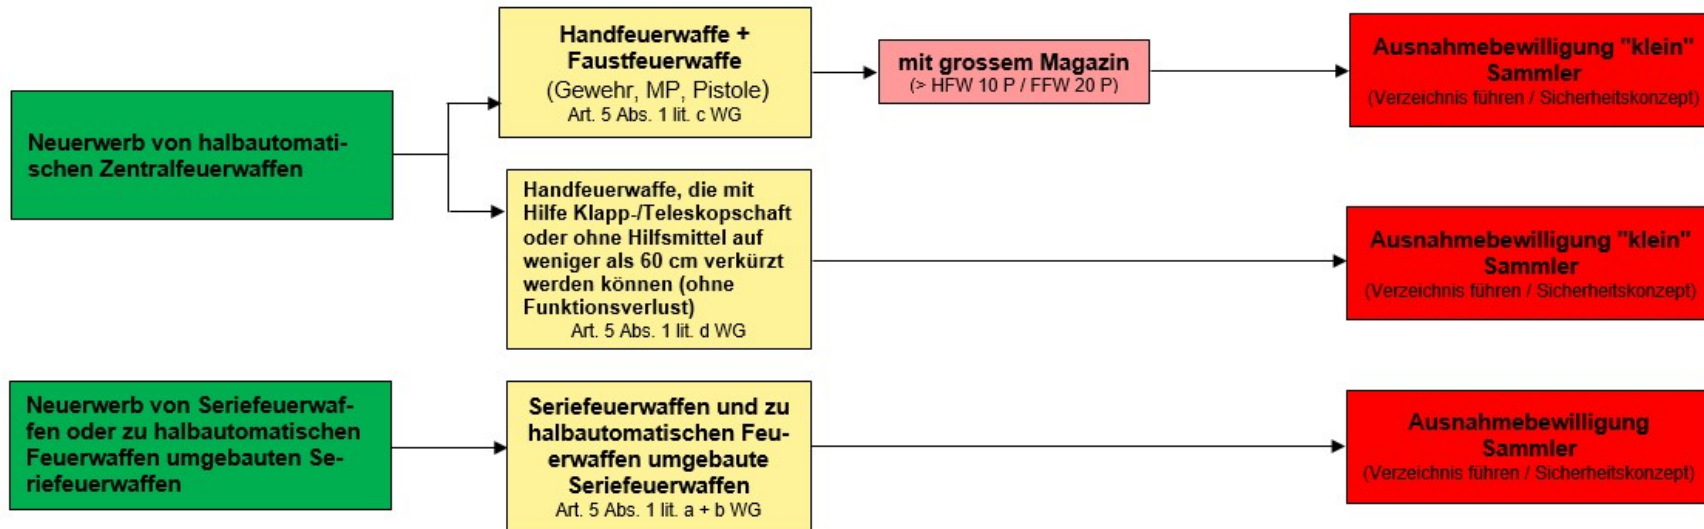 Neuerwerb von halbautomati-
schen Zentralfeuerwaffen
Handfeuerwaffe +
Faustfeuerwaffe
(Gewehr, MP, Pistole)
Art. 5 Abs. 1 lit. c WG
mit grossem Magazin
(> HFW 10 P / FFW 20 P)
Ausnahmebewilligung "klein"
Sammler
(Verzeichnis führen / Sicherheitskonzept)
Handfeuerwaffe, die mit
Hilfe Klapp-/Teleskopschaft
oder ohne Hilfsmittel auf
weniger als 60 cm verkürzt
werden können (ohne
Funktionsverlust)
Art. 5 Abs. 1 lit. d WG
Ausnahmebewilligung "klein"
Sammler
(Verzeichnis führen / Sicherheitskonzept)
Neuerwerb von Seriefeuerwaf-
fen oder zu halbautomatischen
Feuerwaffen umgebauten Se-
riefeuerwaffen
Seriefeuerwaffen und zu
halbautomatischen Feu-
erwaffen umgebaute
Seriefeuerwaffen
Art. 5 Abs. 1 lit. a + b WG
Ausnahmebewilligung
Sammler
(Verzeichnis führen / Sicherheitskonzept)